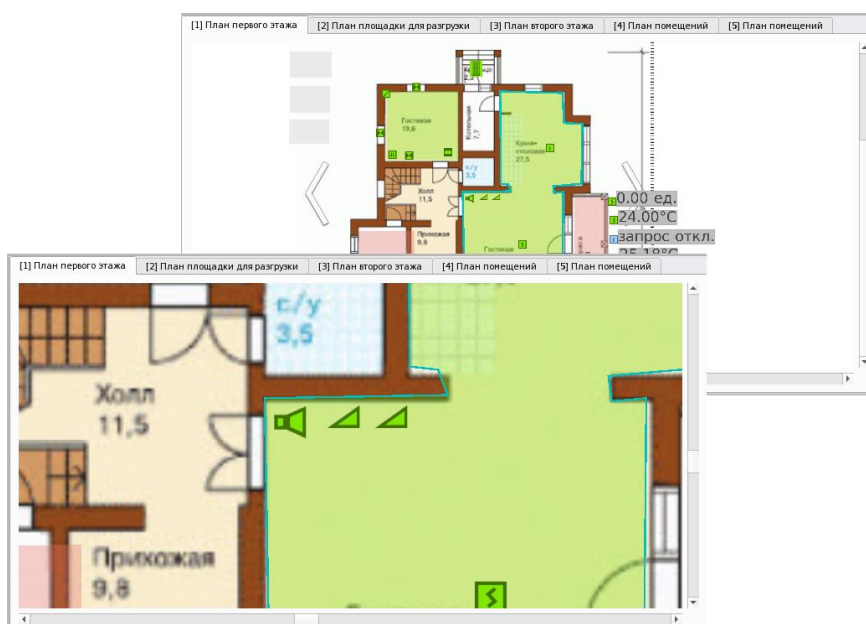 [1] План первого этажа
[2] План площадки для разгрузки
[3] План второго этажа
[4] План помещений
[5] План помещений
Гостевая
19,6
Котельная
7,7
Кухня-
столовая
27,5
с/у
3,5
Холл
11,5
Прихожая
9,8
Гостиная
0.00 ед.
24.00°C
запрос откл.
25.18°C
[1] План первого этажа
[2] План площадки для разгрузки
[3] План второго этажа
[4] План помещений
[5] План помещений
с/у
3,5
Холл
11,5
Прихожая
9,8